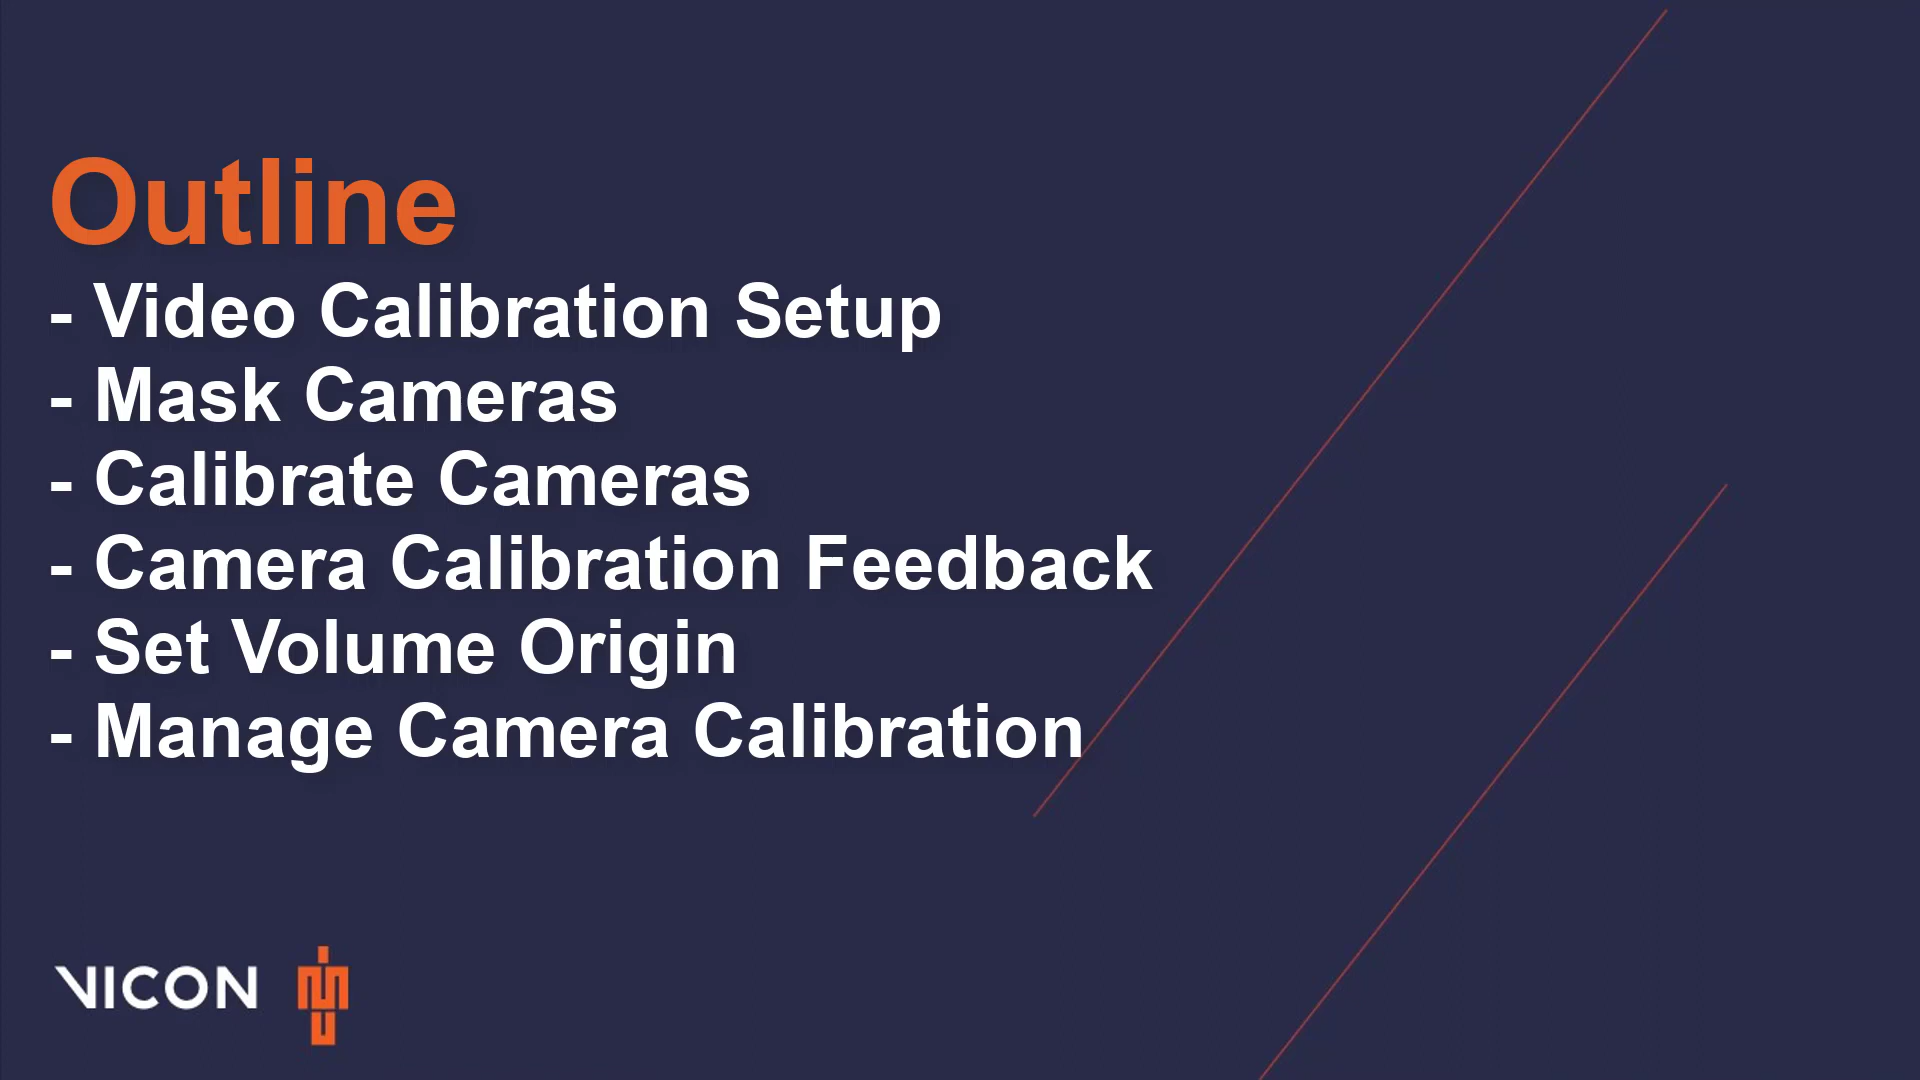 Outline
- Video Calibration Setup
- Mask Cameras
- Calibrate Cameras
- Camera Calibration Feedback
- Set Volume Origin
- Manage Camera Calibration
VICON